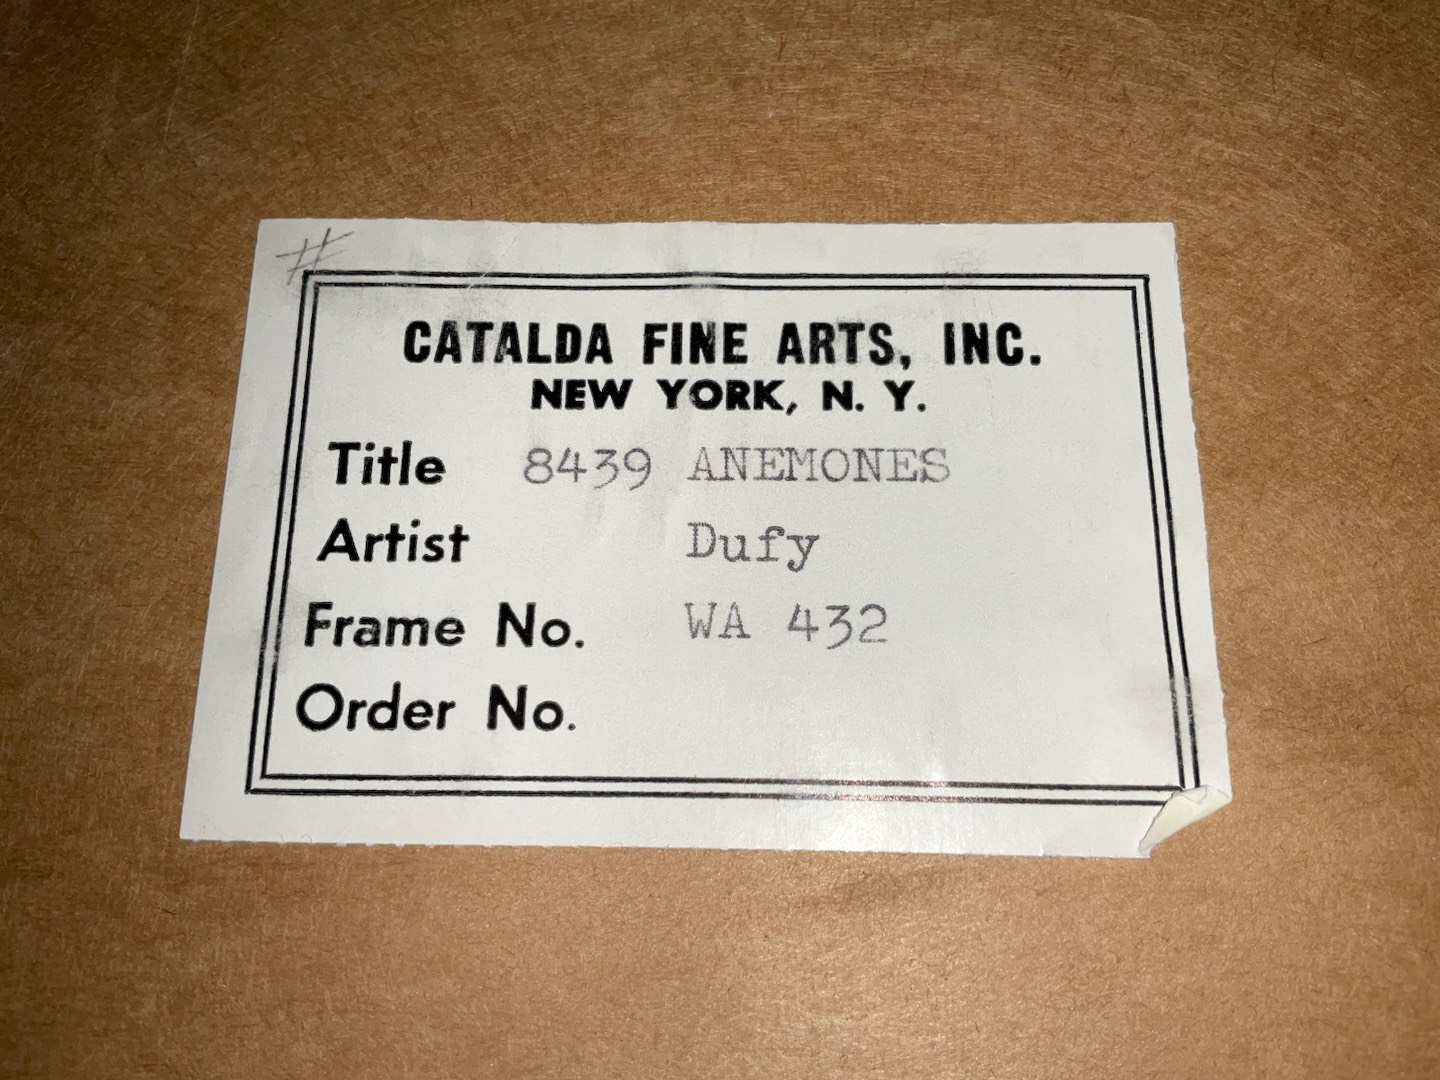 #
CATALDA FINE ARTS, INC.
NEW YORK, N. Y.
Title 8439 ANEMONES
Artist Dufy
Frame No. WA 432
Order No.